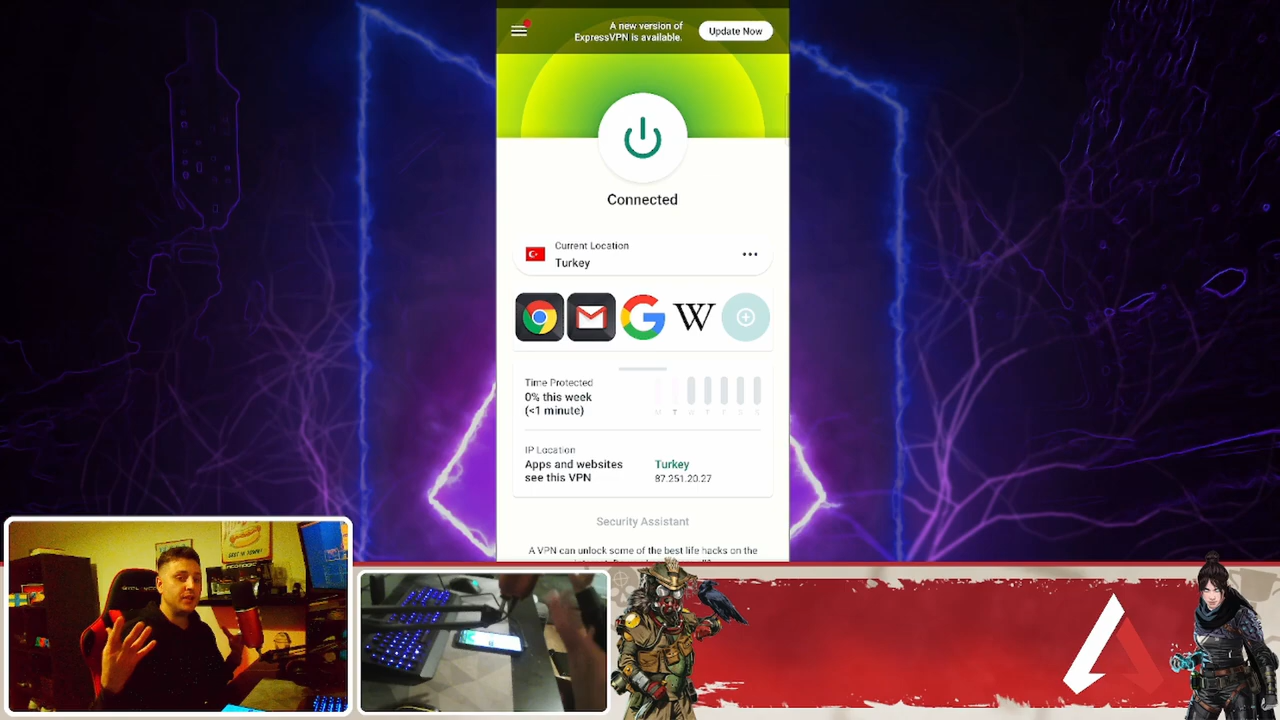 A new version of
ExpressVPN is available.
Update Now
Connected
Current Location
Turkey
W
Time Protected
0% this week
(<1 minute)
IP Location
Apps and websites
see this VPN
Turkey
87.251.20.27
Security Assistant
A VPN can unlock some of the best life hacks on the